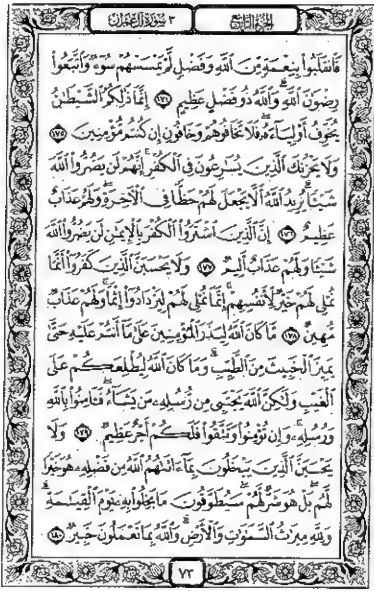 الجزء الرابع
٣ سورة آل عمران
فَٱنقَلَبُوا۟ بِنِعْمَةٍ مِّنَ ٱللَّهِ وَفَضْلٍ لَّمْ يَمْسَسْهُمْ سُوٓءٌ وَٱتَّبَعُوا۟
رِضْوَٰنَ ٱللَّهِ وَٱللَّهُ ذُو فَضْلٍ عَظِيمٍ ۝١٧٤ إِنَّمَا ذَٰلِكُمُ ٱلشَّيْطَٰنُ
يُخَوِّفُ أَوْلِيَآءَهُۥ فَلَا تَخَافُوهُمْ وَخَافُونِ إِن كُنتُم مُّؤْمِنِينَ ۝١٧٥
وَلَا يَحْزُنكَ ٱلَّذِينَ يُسَٰرِعُونَ فِى ٱلْكُفْرِ إِنَّهُمْ لَن يَضُرُّوا۟ ٱللَّهَ
شَيْـًٔا يُرِيدُ ٱللَّهُ أَلَّا يَجْعَلَ لَهُمْ حَظًّا فِى ٱلْـَٔاخِرَةِ وَلَهُمْ عَذَابٌ
عَظِيمٌ ۝١٧٦ إِنَّ ٱلَّذِينَ ٱشْتَرَوُا۟ ٱلْكُفْرَ بِٱلْإِيمَٰنِ لَن يَضُرُّوا۟ ٱللَّهَ
شَيْـًٔا وَلَهُمْ عَذَابٌ أَلِيمٌ ۝١٧٧ وَلَا يَحْسَبَنَّ ٱلَّذِينَ كَفَرُوٓا۟ أَنَّمَا
نُمْلِى لَهُمْ خَيْرٌ لِّأَنفُسِهِمْ إِنَّمَا نُمْلِى لَهُمْ لِيَزْدَادُوٓا۟ إِثْمًا وَلَهُمْ عَذَابٌ
مُّهِينٌ ۝١٧٨ مَّا كَانَ ٱللَّهُ لِيَذَرَ ٱلْمُؤْمِنِينَ عَلَىٰ مَآ أَنتُمْ عَلَيْهِ حَتَّىٰ
يَمِيزَ ٱلْخَبِيثَ مِنَ ٱلطَّيِّبِ وَمَا كَانَ ٱللَّهُ لِيُطْلِعَكُمْ عَلَى
ٱلْغَيْبِ وَلَٰكِنَّ ٱللَّهَ يَجْتَبِى مِن رُّسُلِهِۦ مَن يَشَآءُ فَـَٔامِنُوا۟ بِٱللَّهِ
وَرُسُلِهِۦ وَإِن تُؤْمِنُوا۟ وَتَتَّقُوا۟ فَلَكُمْ أَجْرٌ عَظِيمٌ ۝١٧٩ وَلَا
يَحْسَبَنَّ ٱلَّذِينَ يَبْخَلُونَ بِمَآ ءَاتَىٰهُمُ ٱللَّهُ مِن فَضْلِهِۦ هُوَ خَيْرًا
لَّهُم بَلْ هُوَ شَرٌّ لَّهُمْ سَيُطَوَّقُونَ مَا بَخِلُوا۟ بِهِۦ يَوْمَ ٱلْقِيَٰمَةِ
وَلِلَّهِ مِيرَٰثُ ٱلسَّمَٰوَٰتِ وَٱلْأَرْضِ وَٱللَّهُ بِمَا تَعْمَلُونَ خَبِيرٌ ۝١٨٠
٧٣